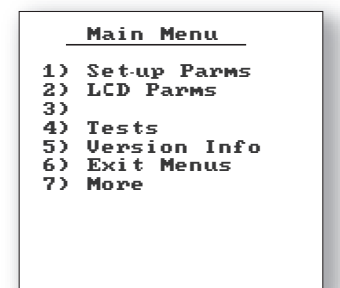 Main Menu
1) Set-up Parms
2) LCD Parms
3)
4) Tests
5) Version Info
6) Exit Menus
7) More